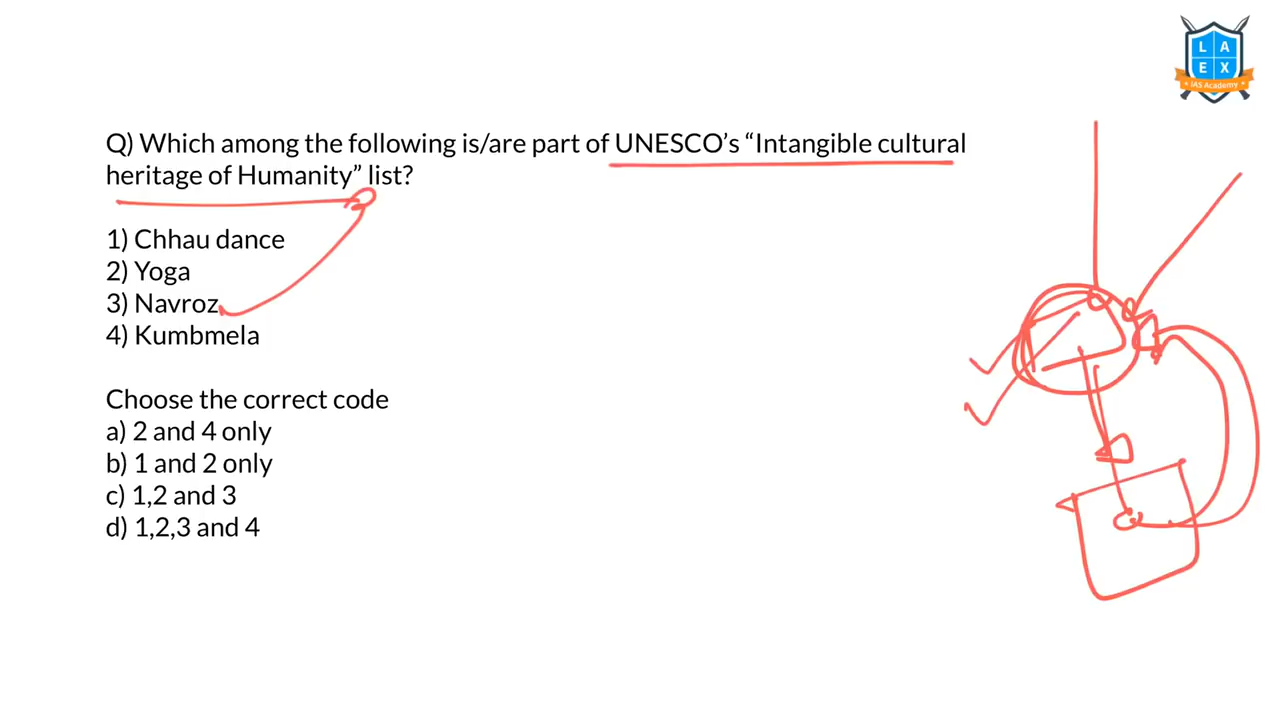 L A
E X
IAS Academy
Q) Which among the following is/are part of UNESCO’s “Intangible cultural
heritage of Humanity” list?
1) Chhau dance
2) Yoga
3) Navroz
4) Kumbmela
Choose the correct code
a) 2 and 4 only
b) 1 and 2 only
c) 1,2 and 3
d) 1,2,3 and 4